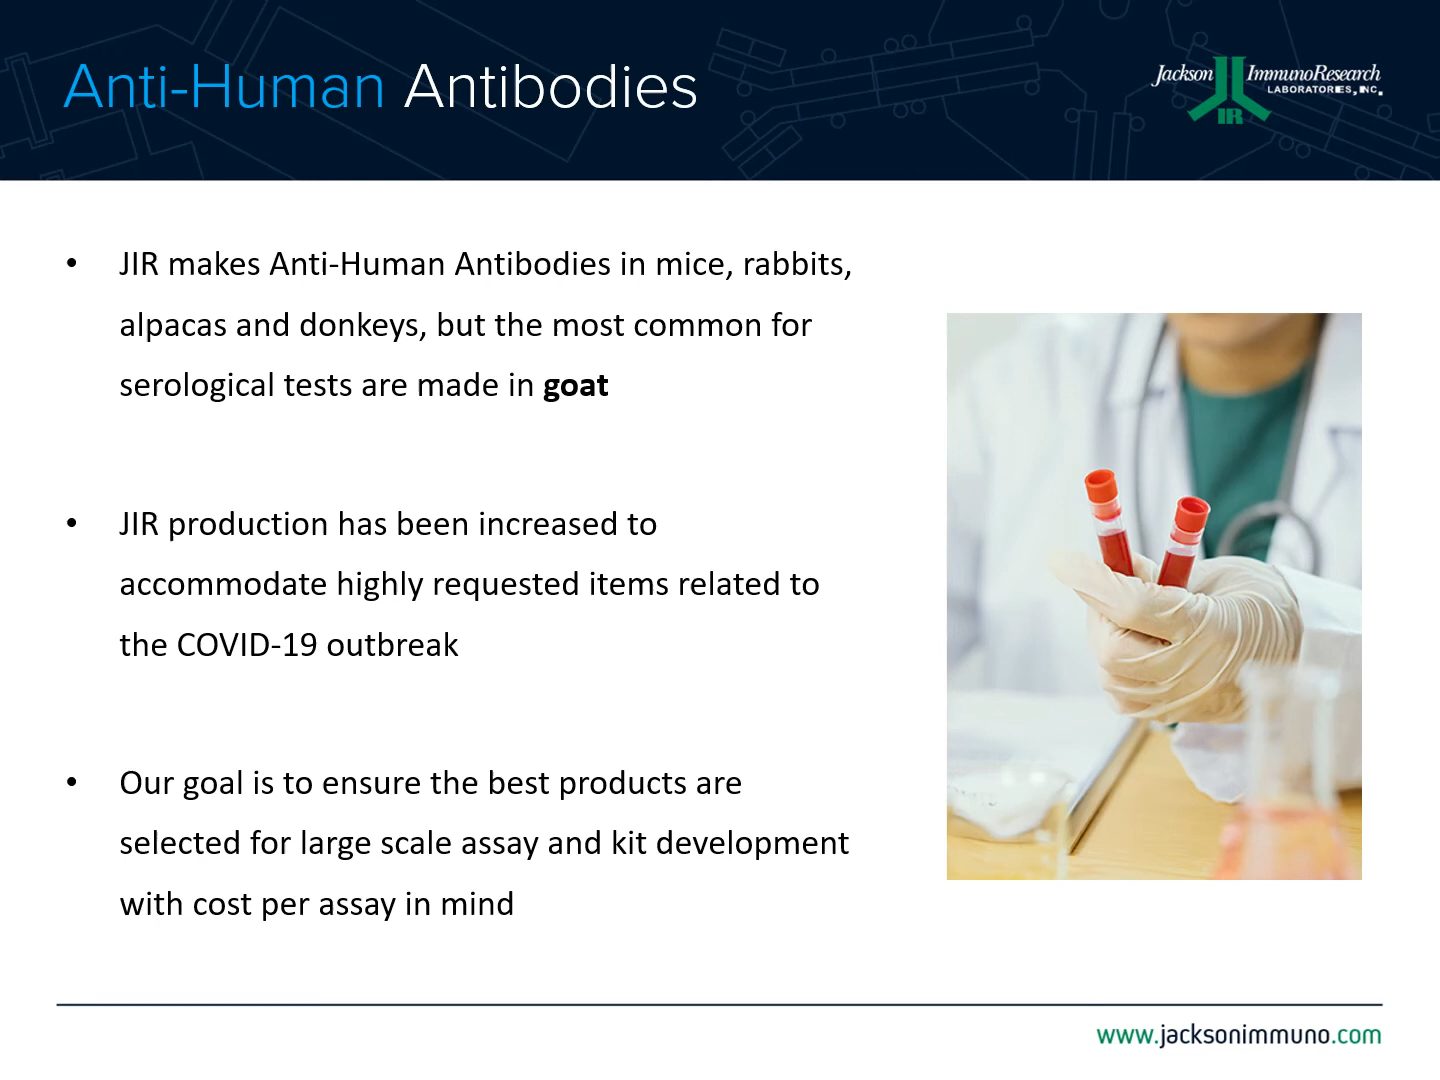 Anti-Human Antibodies
Jackson ImmunoResearch
LABORATORIES, INC.
IR
• JIR makes Anti-Human Antibodies in mice, rabbits,
alpacas and donkeys, but the most common for
serological tests are made in goat
• JIR production has been increased to
accommodate highly requested items related to
the COVID-19 outbreak
• Our goal is to ensure the best products are
selected for large scale assay and kit development
with cost per assay in mind
www.jacksonimmuno.com